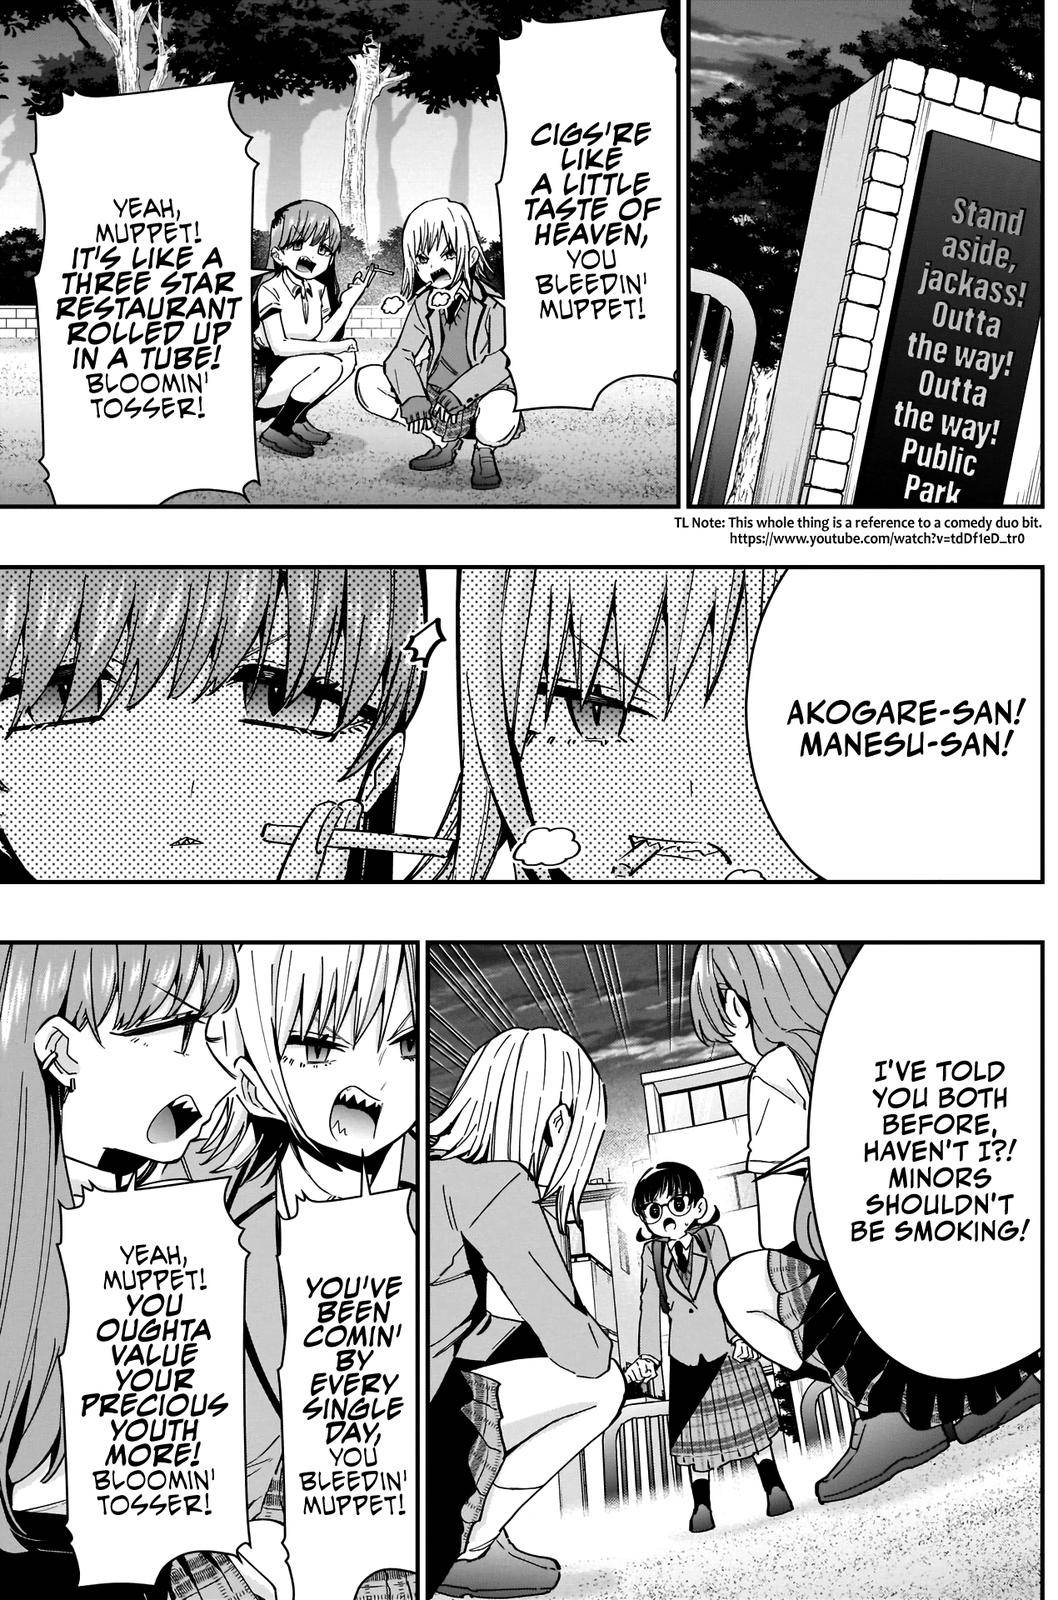 Stand
aside,
jackass!
Outta
the way!
Outta
the way!
Public
Park
CIGS'RE
LIKE
A LITTLE
TASTE OF
HEAVEN,
YOU
BLEEDIN'
MUPPET!
YEAH,
MUPPET!
IT'S LIKE A
THREE STAR
RESTAURANT
ROLLED UP
IN A TUBE!
BLOOMIN'
TOSSER!
TL Note: This whole thing is a reference to a comedy duo bit.
https://www.youtube.com/watch?v=tdDf1eD_tr0
AKOGARE-SAN!
MANESU-SAN!
I'VE TOLD
YOU BOTH
BEFORE,
HAVEN'T I?!
MINORS
SHOULDN'T
BE SMOKING!
YOU'VE
BEEN
COMIN'
BY
EVERY
SINGLE
DAY,
YOU
BLEEDIN'
MUPPET!
YEAH,
MUPPET!
YOU
OUGHTA
VALUE
YOUR
PRECIOUS
YOUTH
MORE!
BLOOMIN'
TOSSER!